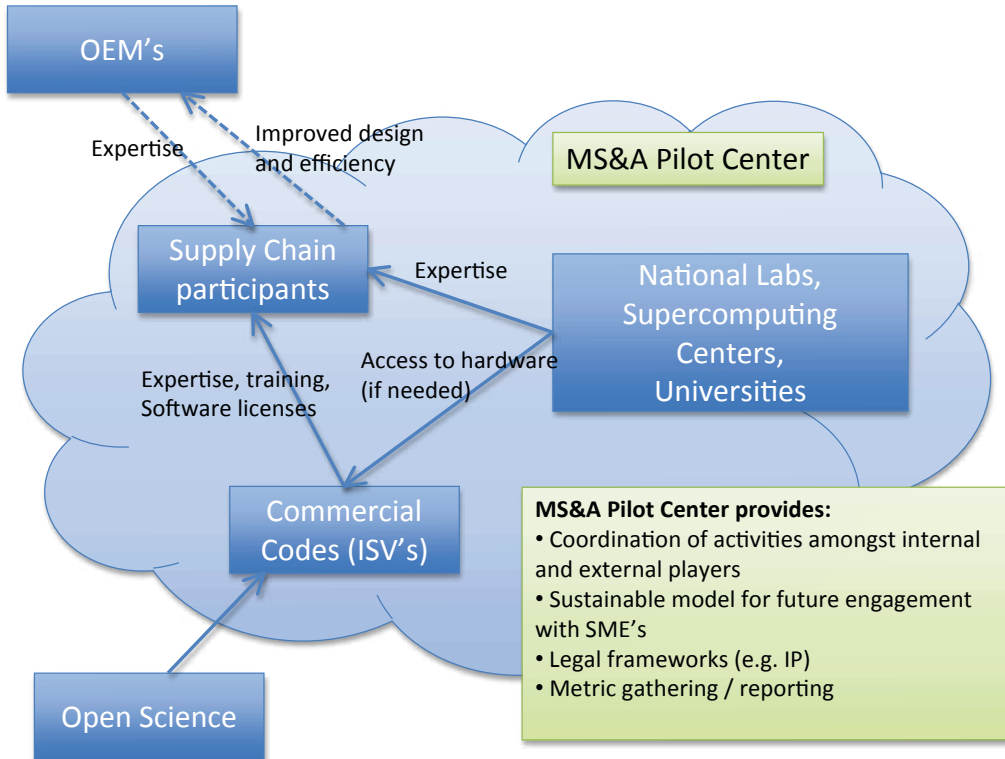 OEM's
Expertise
Improved design
and efficiency
MS&A Pilot Center
Supply Chain
participants
Expertise
National Labs,
Supercomputing
Centers,
Universities
Access to hardware
(if needed)
Expertise, training,
Software licenses
Commercial
Codes (ISV's)
MS&A Pilot Center provides:
• Coordination of activities amongst internal
and external players
• Sustainable model for future engagement
with SME's
• Legal frameworks (e.g. IP)
• Metric gathering / reporting
Open Science